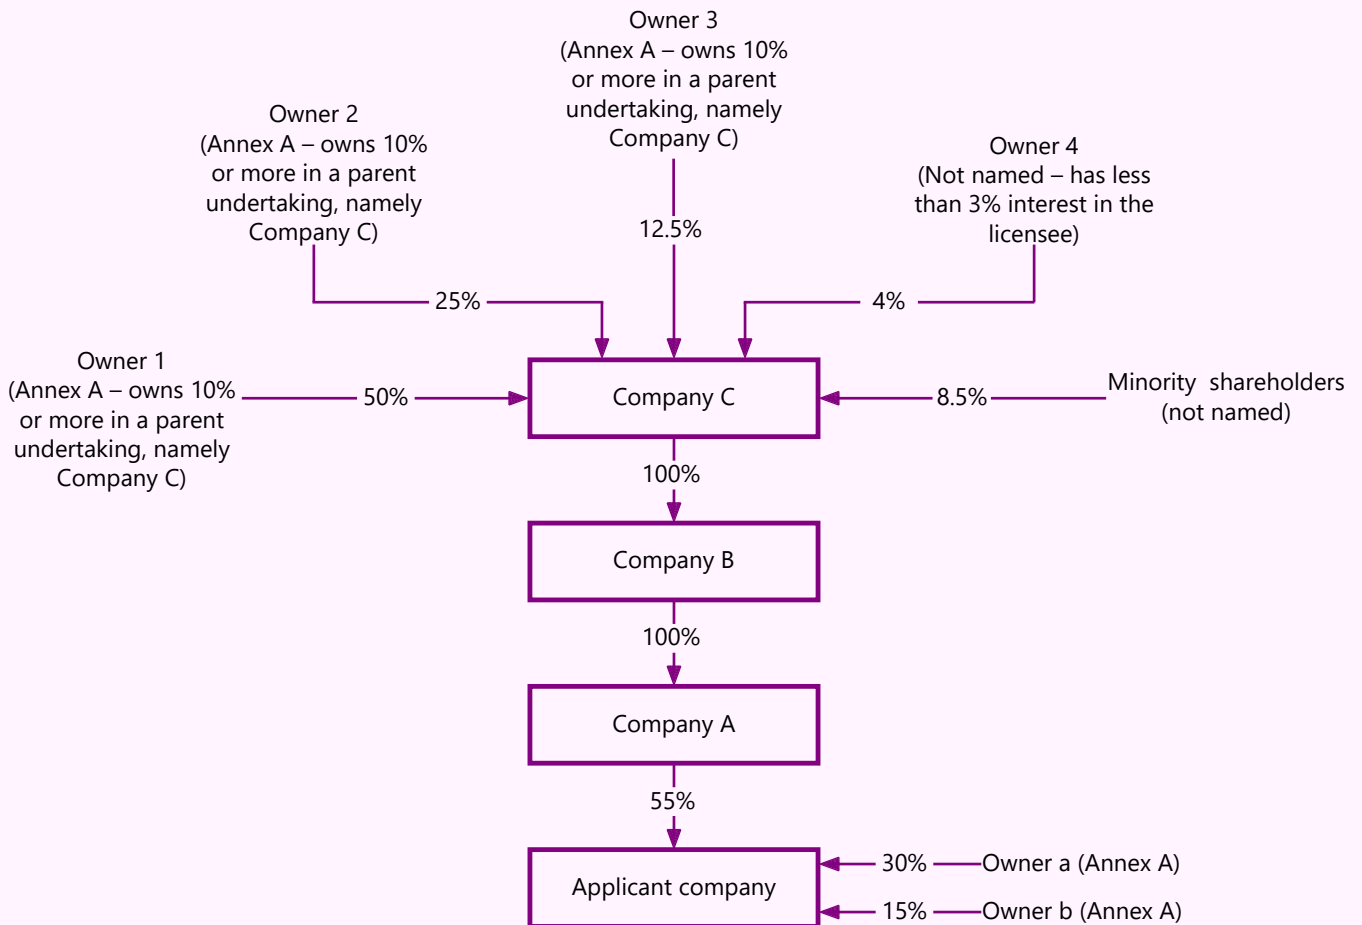 Owner 3
(Annex A – owns 10%
or more in a parent
undertaking, namely
Company C)
Owner 2
(Annex A – owns 10%
or more in a parent
undertaking, namely
Company C)
Owner 4
(Not named – has less
than 3% interest in the
licensee)
12.5%
25%
4%
Owner 1
(Annex A – owns 10%
or more in a parent
undertaking, namely
Company C)
50%
Company C
8.5%
Minority shareholders
(not named)
100%
Company B
100%
Company A
55%
Applicant company
30%
Owner a (Annex A)
15%
Owner b (Annex A)